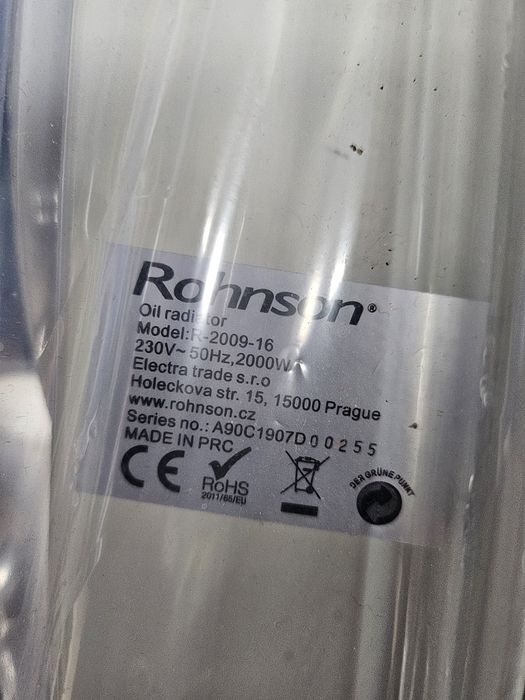 Rohnson®
Oil radiator
Model:R-2009-16
230V~ 50Hz,2000W
Electra trade s.r.o
Holeckova str. 15, 15000 Prague
www.rohnson.cz
Series no.: A90C1907D00255
MADE IN PRC
CE
RoHS
2011/65/EU
DER GRÜNE PUNKT